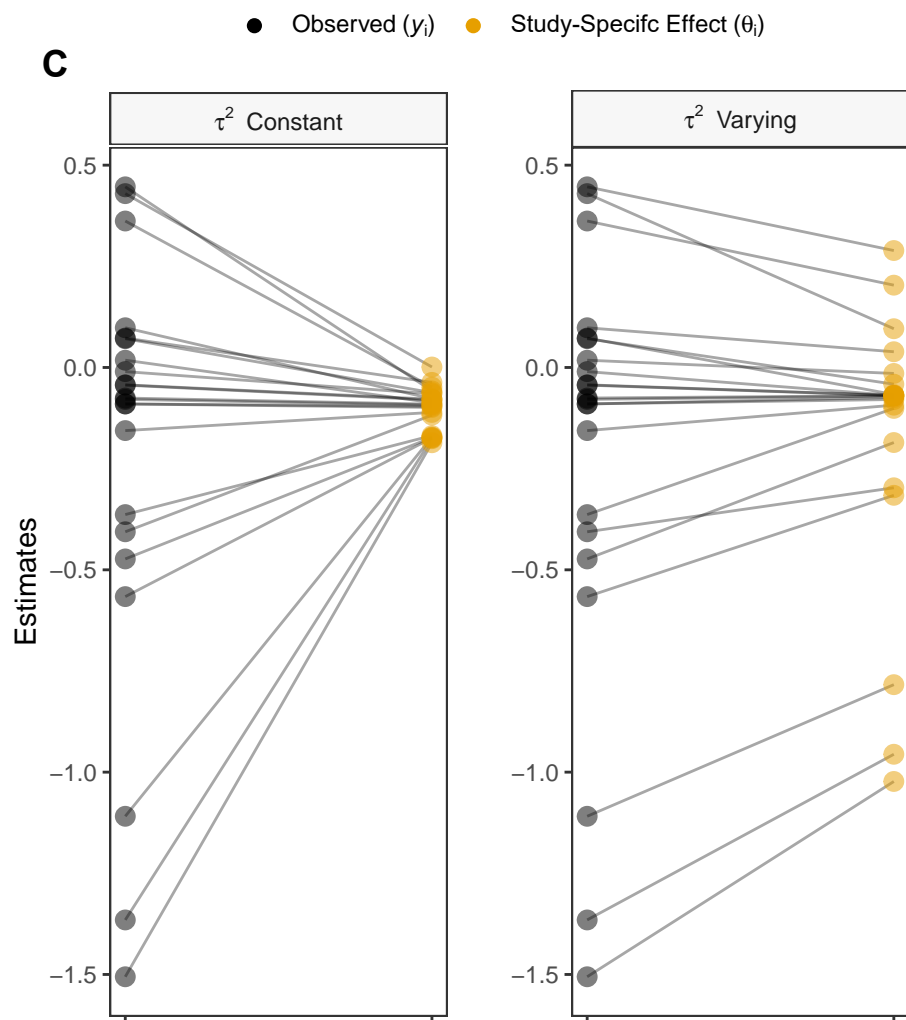 Observed (yᵢ) Study-Specifc Effect (θᵢ)
C
τ² Constant
τ² Varying
0.5
0.0
−0.5
−1.0
−1.5
0.5
0.0
−0.5
−1.0
−1.5
Estimates